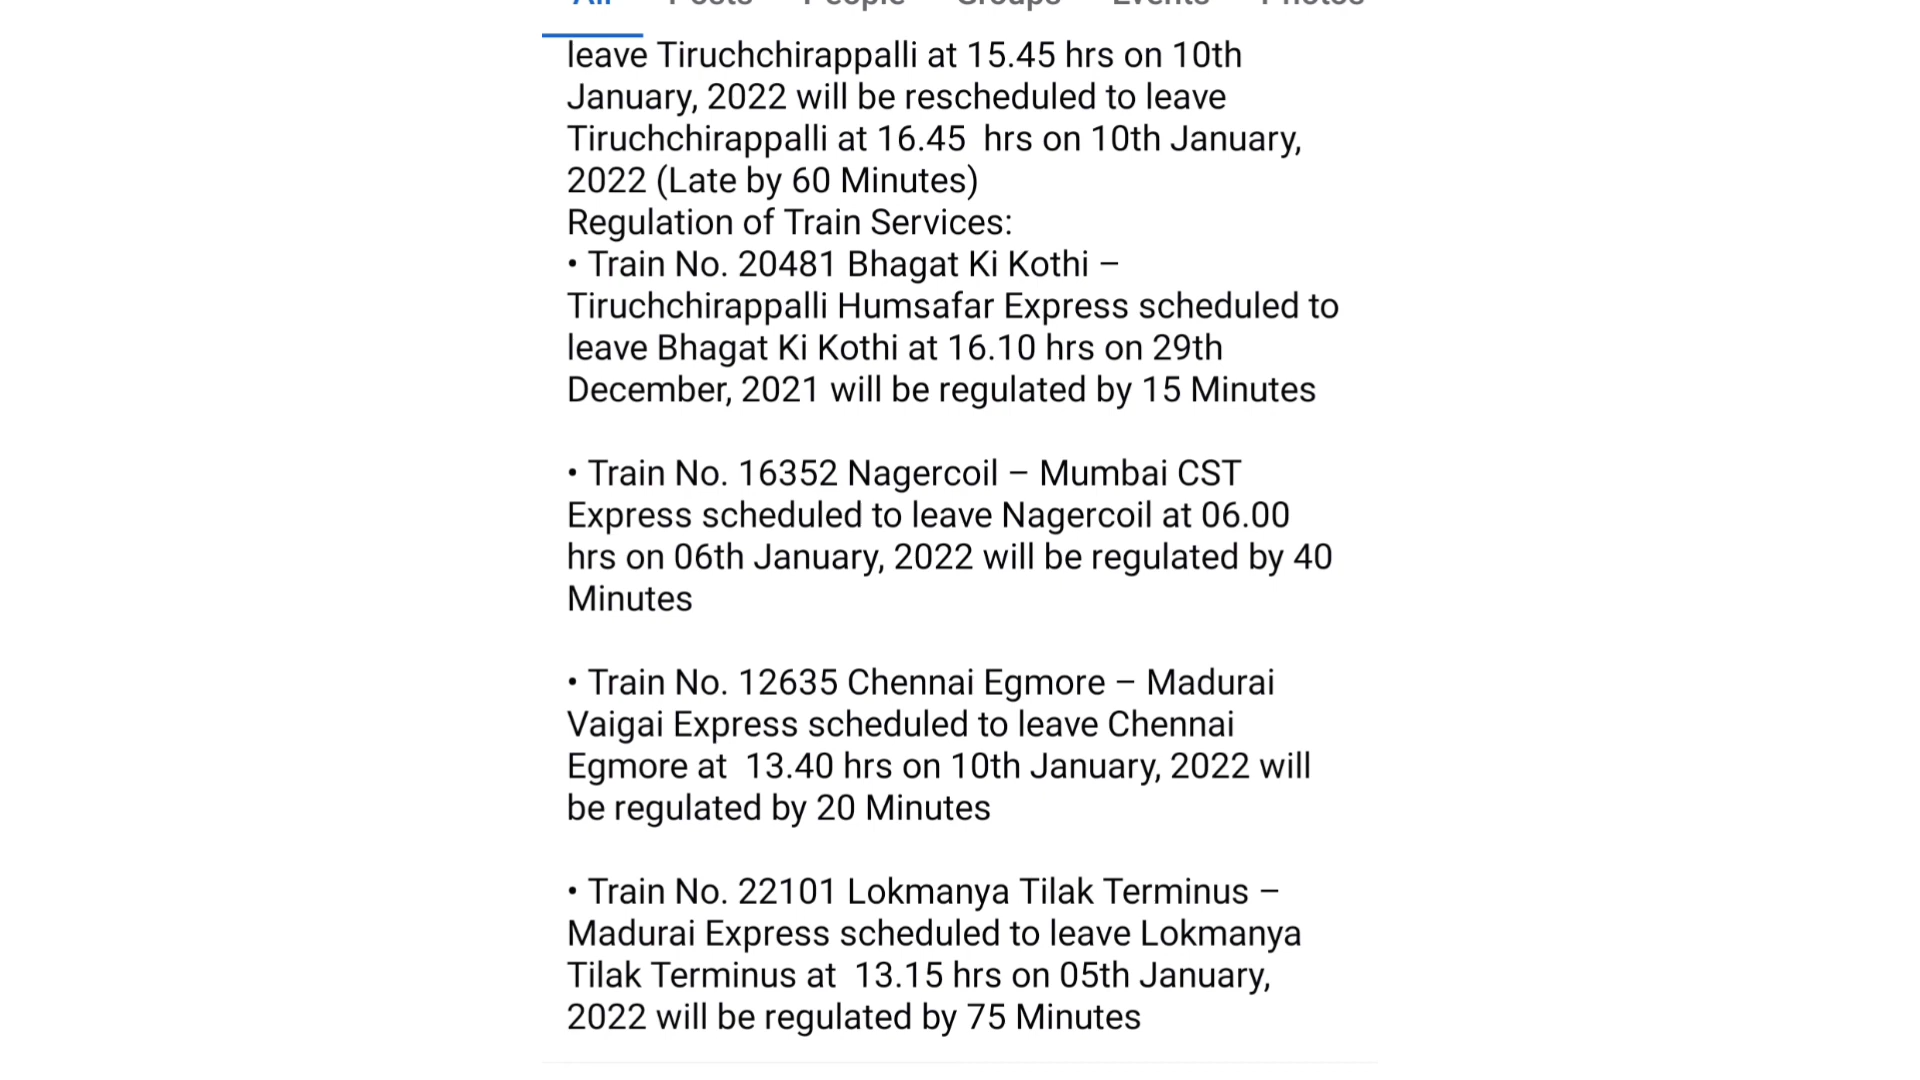 All Posts People Groups Events Photos
leave Tiruchchirappalli at 15.45 hrs on 10th
January, 2022 will be rescheduled to leave
Tiruchchirappalli at 16.45  hrs on 10th January,
2022 (Late by 60 Minutes)
Regulation of Train Services:
• Train No. 20481 Bhagat Ki Kothi –
Tiruchchirappalli Humsafar Express scheduled to
leave Bhagat Ki Kothi at 16.10 hrs on 29th
December, 2021 will be regulated by 15 Minutes
• Train No. 16352 Nagercoil – Mumbai CST
Express scheduled to leave Nagercoil at 06.00
hrs on 06th January, 2022 will be regulated by 40
Minutes
• Train No. 12635 Chennai Egmore – Madurai
Vaigai Express scheduled to leave Chennai
Egmore at  13.40 hrs on 10th January, 2022 will
be regulated by 20 Minutes
• Train No. 22101 Lokmanya Tilak Terminus –
Madurai Express scheduled to leave Lokmanya
Tilak Terminus at  13.15 hrs on 05th January,
2022 will be regulated by 75 Minutes